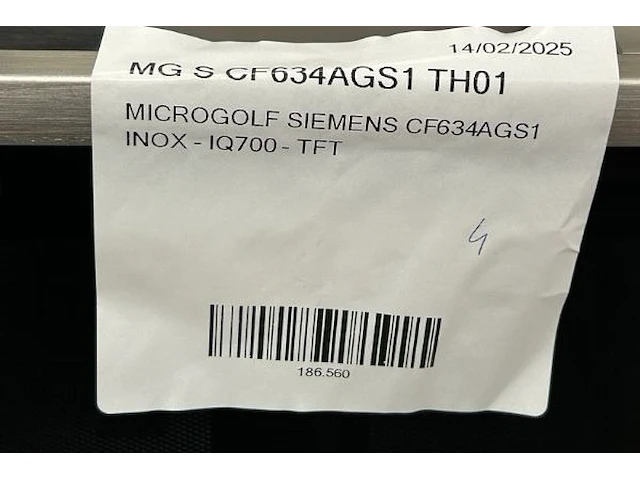 14/02/2025
MG S CF634AGS1 TH01
MICROGOLF SIEMENS CF634AGS1
INOX - IQ700 - TFT
4
186.560